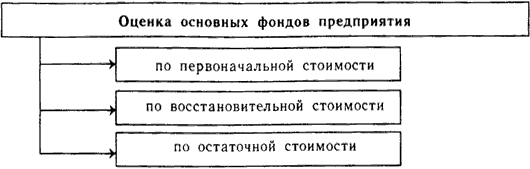 Оценка основных фондов предприятия
по первоначальной стоимости
по восстановительной стоимости
по остаточной стоимости